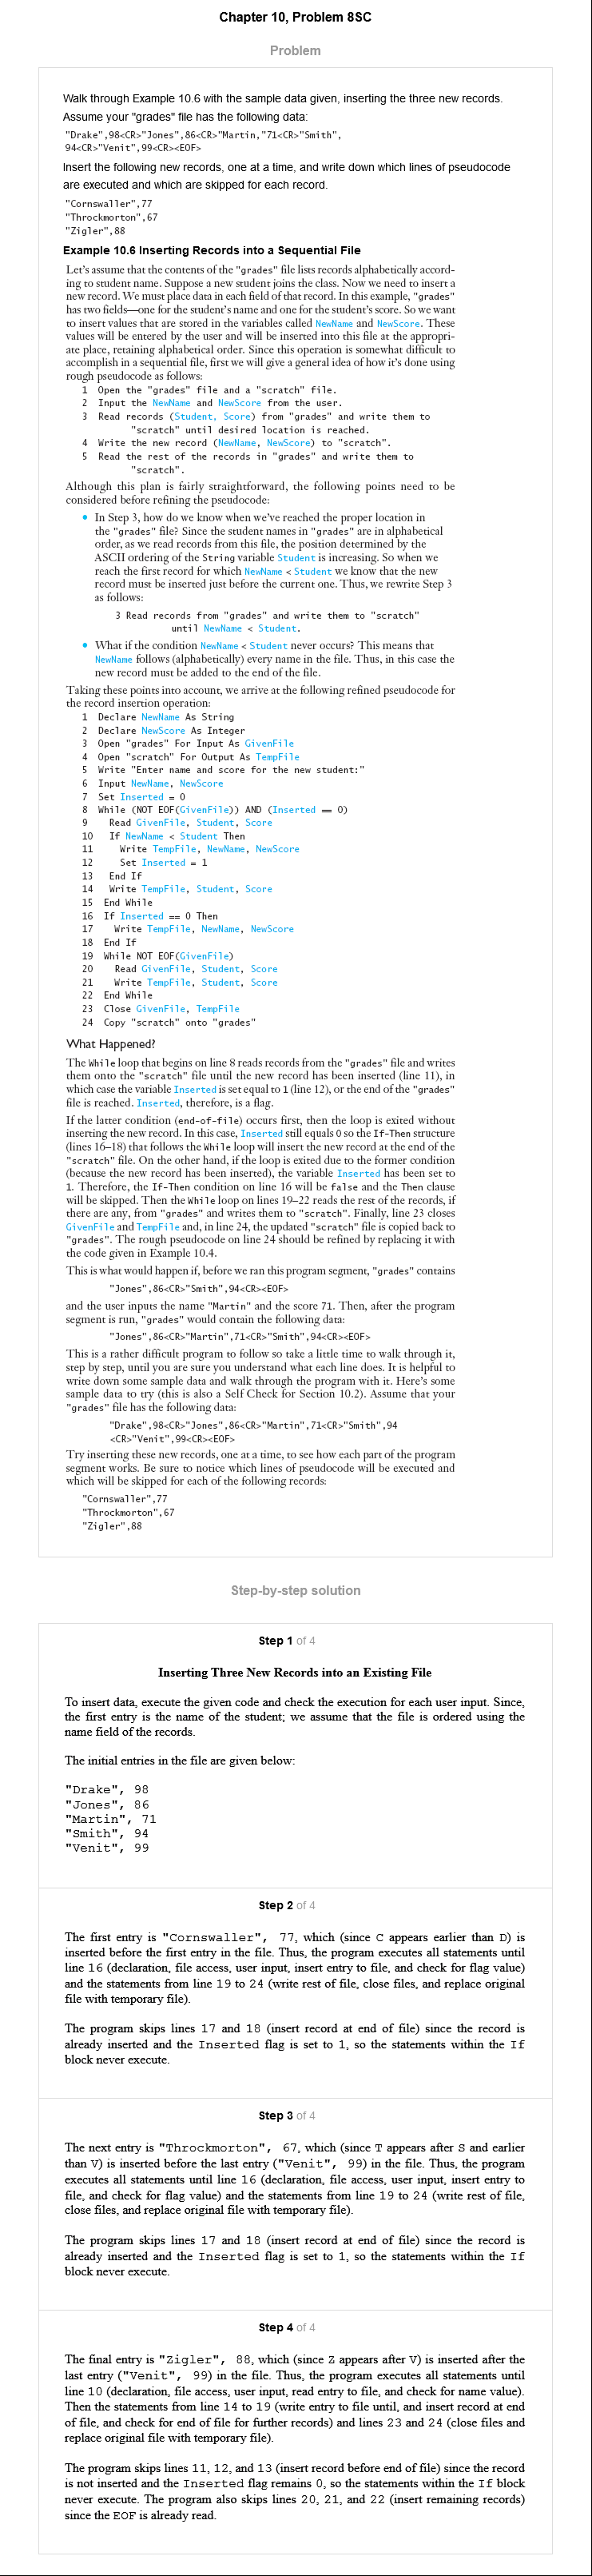 Chapter 10, Problem 8SC
Problem
Walk through Example 10.6 with the sample data given, inserting the three new records.
Assume your "grades" file has the following data:
"Drake",98<CR>"Jones",86<CR>"Martin,"71<CR>"Smith",
94<CR>"Venit",99<CR><EOF>
Insert the following new records, one at a time, and write down which lines of pseudocode
are executed and which are skipped for each record.
"Cornswaller",77
"Throckmorton",67
"Zigler",88
Example 10.6 Inserting Records into a Sequential File
Let's assume that the contents of the "grades" file lists records alphabetically accord-
ing to student name. Suppose a new student joins the class. Now we need to insert a
new record. We must place data in each field of that record. In this example, "grades"
has two fields—one for the student's name and one for the student's score. So we want
to insert values that are stored in the variables called NewName and NewScore. These
values will be enered by the user and will be inserted into this file at the appropri-
ate place, retaining alphabetical order. Since this operation is somewhat difficult to
accomplish in a sequential file, first we will give a general idea of how it's done using
rough pseudocode as follows:
1 Open the "grades" file and a "scratch" file.
2 Input the NewName and NewScore from the user.
3 Read records (Student, Score) from "grades" and write them to
"scratch" until desired location is reached.
4 Write the new record (NewName, NewScore) to "scratch".
5 Read the rest of the records in "grades" and write them to
"scratch".
Although this plan is fairly straightforward, the following points need to be
considered before refining the pseudocode:
• In Step 3, how do we know when we've reached the proper location in
the "grades" file? Since the student names in "grades" are in alphabetical
order, as we read records from this file, the position determined by the
ASCII ordering of the String variable Student is increasing. So when we
reach the first record for which NewName < Student we know that the new
record must be inserted just before the current one. Thus, we rewrite Step 3
as follows:
3 Read records from "grades" and write them to "scratch"
until NewName < Student.
• What if the condition NewName < Student never occurs? This means that
NewName follows (alphabetically) every name in the file. Thus, in this case the
new record must be added to the end of the file.
Taking these points into account, we arrive at the following refined pseudocode for
the record insertion operation:
1 Declare NewName As String
2 Declare NewScore As Integer
3 Open "grades" For Input As GivenFile
4 Open "scratch" For Output As TempFile
5 Write "Enter name and score for the new student:"
6 Input NewName, NewScore
7 Set Inserted = 0
8 While (NOT EOF(GivenFile)) AND (Inserted == 0)
9 Read GivenFile, Student, Score
10 If NewName < Student Then
11 Write TempFile, NewName, NewScore
12 Set Inserted = 1
13 End If
14 Write TempFile, Student, Score
15 End While
16 If Inserted == 0 Then
17 Write TempFile, NewName, NewScore
18 End If
19 While NOT EOF(GivenFile)
20 Read GivenFile, Student, Score
21 Write TempFile, Student, Score
22 End While
23 Close GivenFile, TempFile
24 Copy "scratch" onto "grades"
What Happened?
The While loop that begins on line 8 reads records from the "grades" file and writes
them onto the "scratch" file until the new record has been inserted (line 11), in
which case the variable Inserted is set equal to 1 (line 12), or the end of the "grades"
file is reached. Inserted, therefore, is a flag.
If the latter condition (end-of-file) occurs first, then the loop is exited without
inserting the new record. In this case, Inserted still equals 0 so the If-Then structure
(lines 16–18) that follows the While loop will insert the new record at the end of the
"scratch" file. On the other hand, if the loop is exited due to the former condition
(because the new record has been inserted), the variable Inserted has been set to
1. Therefore, the If-Then condition on line 16 will be false and the Then clause
will be skipped. Then the While loop on lines 19–22 reads the rest of the records, if
there are any, from "grades" and writes them to "scratch". Finally, line 23 closes
GivenFile and TempFile and, in line 24, the updated "scratch" file is copied back to
"grades". The rough pseudocode on line 24 should be refined by replacing it with
the code given in Example 10.4.
This is what would happen if, before we ran this program segment, "grades" contains
"Jones",86<CR>"Smith",94<CR><EOF>
and the user inputs the name "Martin" and the score 71. Then, after the program
segment is run, "grades" would contain the following data:
"Jones",86<CR>"Martin",71<CR>"Smith",94<CR><EOF>
This is a rather difficult program to follow so take a little time to walk through it,
step by step, until you are sure you understand what each line does. It is helpful to
write down some sample data and walk through the program with it. Here's some
sample data to try (this is also a Self Check for Section 10.2). Assume that your
"grades" file has the following data:
"Drake",98<CR>"Jones",86<CR>"Martin",71<CR>"Smith",94
<CR>"Venit",99<CR><EOF>
Try inserting these new records, one at a time, to see how each part of the program
segment works. Be sure to notice which lines of pseudocode will be executed and
which will be skipped for each of the following records:
"Cornswaller",77
"Throckmorton",67
"Zigler",88
Step-by-step solution
Step 1 of 4
Inserting Three New Records into an Existing File
To insert data, execute the given code and check the execution for each user input. Since,
the first entry is the name of the student; we assume that the file is ordered using the
name field of the records.
The initial entries in the file are given below:
"Drake", 98
"Jones", 86
"Martin", 71
"Smith", 94
"Venit", 99
Step 2 of 4
The first entry is "Cornswaller", 77, which (since C appears earlier than D) is
inserted before the first entry in the file. Thus, the program executes all statements until
line 16 (declaration, file access, user input, insert entry to file, and check for flag value)
and the statements from line 19 to 24 (write rest of file, close files, and replace original
file with temporary file).
The program skips lines 17 and 18 (insert record at end of file) since the record is
already inserted and the Inserted flag is set to 1, so the statements within the If
block never execute.
Step 3 of 4
The next entry is "Throckmorton", 67, which (since T appears after S and earlier
than V) is inserted before the last entry ("Venit", 99) in the file. Thus, the program
executes all statements until line 16 (declaration, file access, user input, insert entry to
file, and check for flag value) and the statements from line 19 to 24 (write rest of file,
close files, and replace original file with temporary file).
The program skips lines 17 and 18 (insert record at end of file) since the record is
already inserted and the Inserted flag is set to 1, so the statements within the If
block never execute.
Step 4 of 4
The final entry is "Zigler", 88, which (since Z appears after V) is inserted after the
last entry ("Venit", 99) in the file. Thus, the program executes all statements until
line 10 (declaration, file access, user input, read entry to file, and check for name value).
Then the statements from line 14 to 19 (write entry to file until, and insert record at end
of file, and check for end of file for further records) and lines 23 and 24 (close files and
replace original file with temporary file).
The program skips lines 11, 12, and 13 (insert record before end of file) since the record
is not inserted and the Inserted flag remains 0, so the statements within the If block
never execute. The program also skips lines 20, 21, and 22 (insert remaining records)
since the EOF is already read.